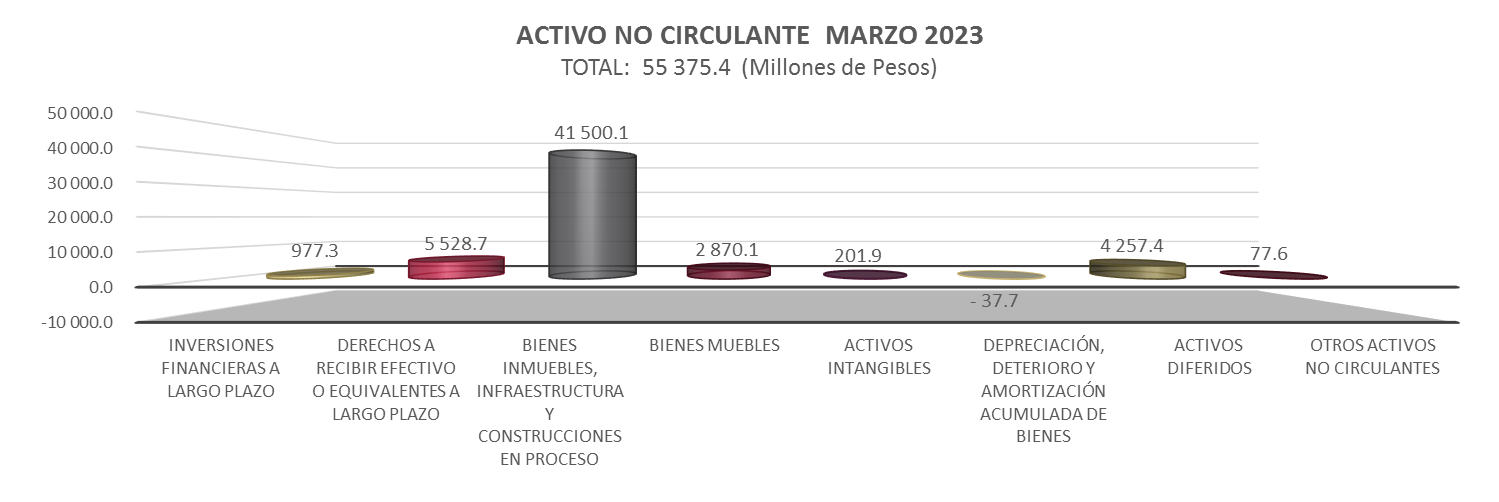 ACTIVO NO CIRCULANTE  MARZO 2023
TOTAL:  55 375.4  (Millones de Pesos)
50 000.0
40 000.0
30 000.0
20 000.0
10 000.0
0.0
-10 000.0
977.3
5 528.7
41 500.1
2 870.1
201.9
- 37.7
4 257.4
77.6
INVERSIONES
FINANCIERAS A
LARGO PLAZO
DERECHOS A
RECIBIR EFECTIVO
O EQUIVALENTES A
LARGO PLAZO
BIENES
INMUEBLES,
INFRAESTRUCTURA
Y
CONSTRUCCIONES
EN PROCESO
BIENES MUEBLES
ACTIVOS
INTANGIBLES
DEPRECIACIÓN,
DETERIORO Y
AMORTIZACIÓN
ACUMULADA DE
BIENES
ACTIVOS
DIFERIDOS
OTROS ACTIVOS
NO CIRCULANTES